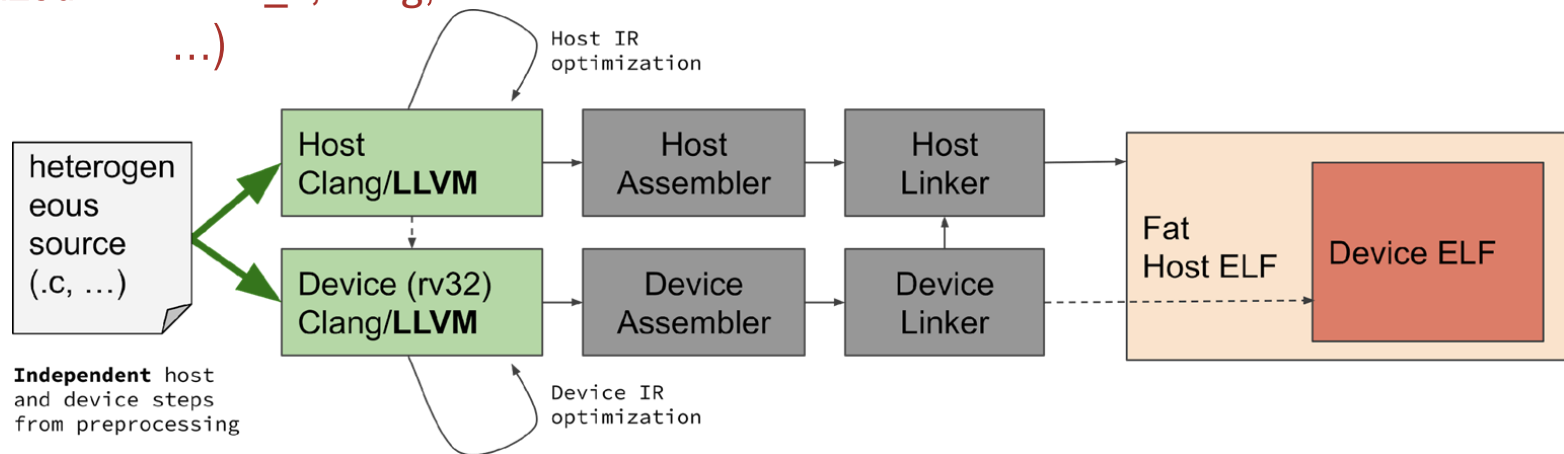 …)
Host IR
optimization
heterogen
eous
source
(.c, …)
Host
Clang/LLVM
Host
Assembler
Host
Linker
Fat
Host ELF
Device ELF
Device (rv32)
Clang/LLVM
Device
Assembler
Device
Linker
Independent host
and device steps
from preprocessing
Device IR
optimization